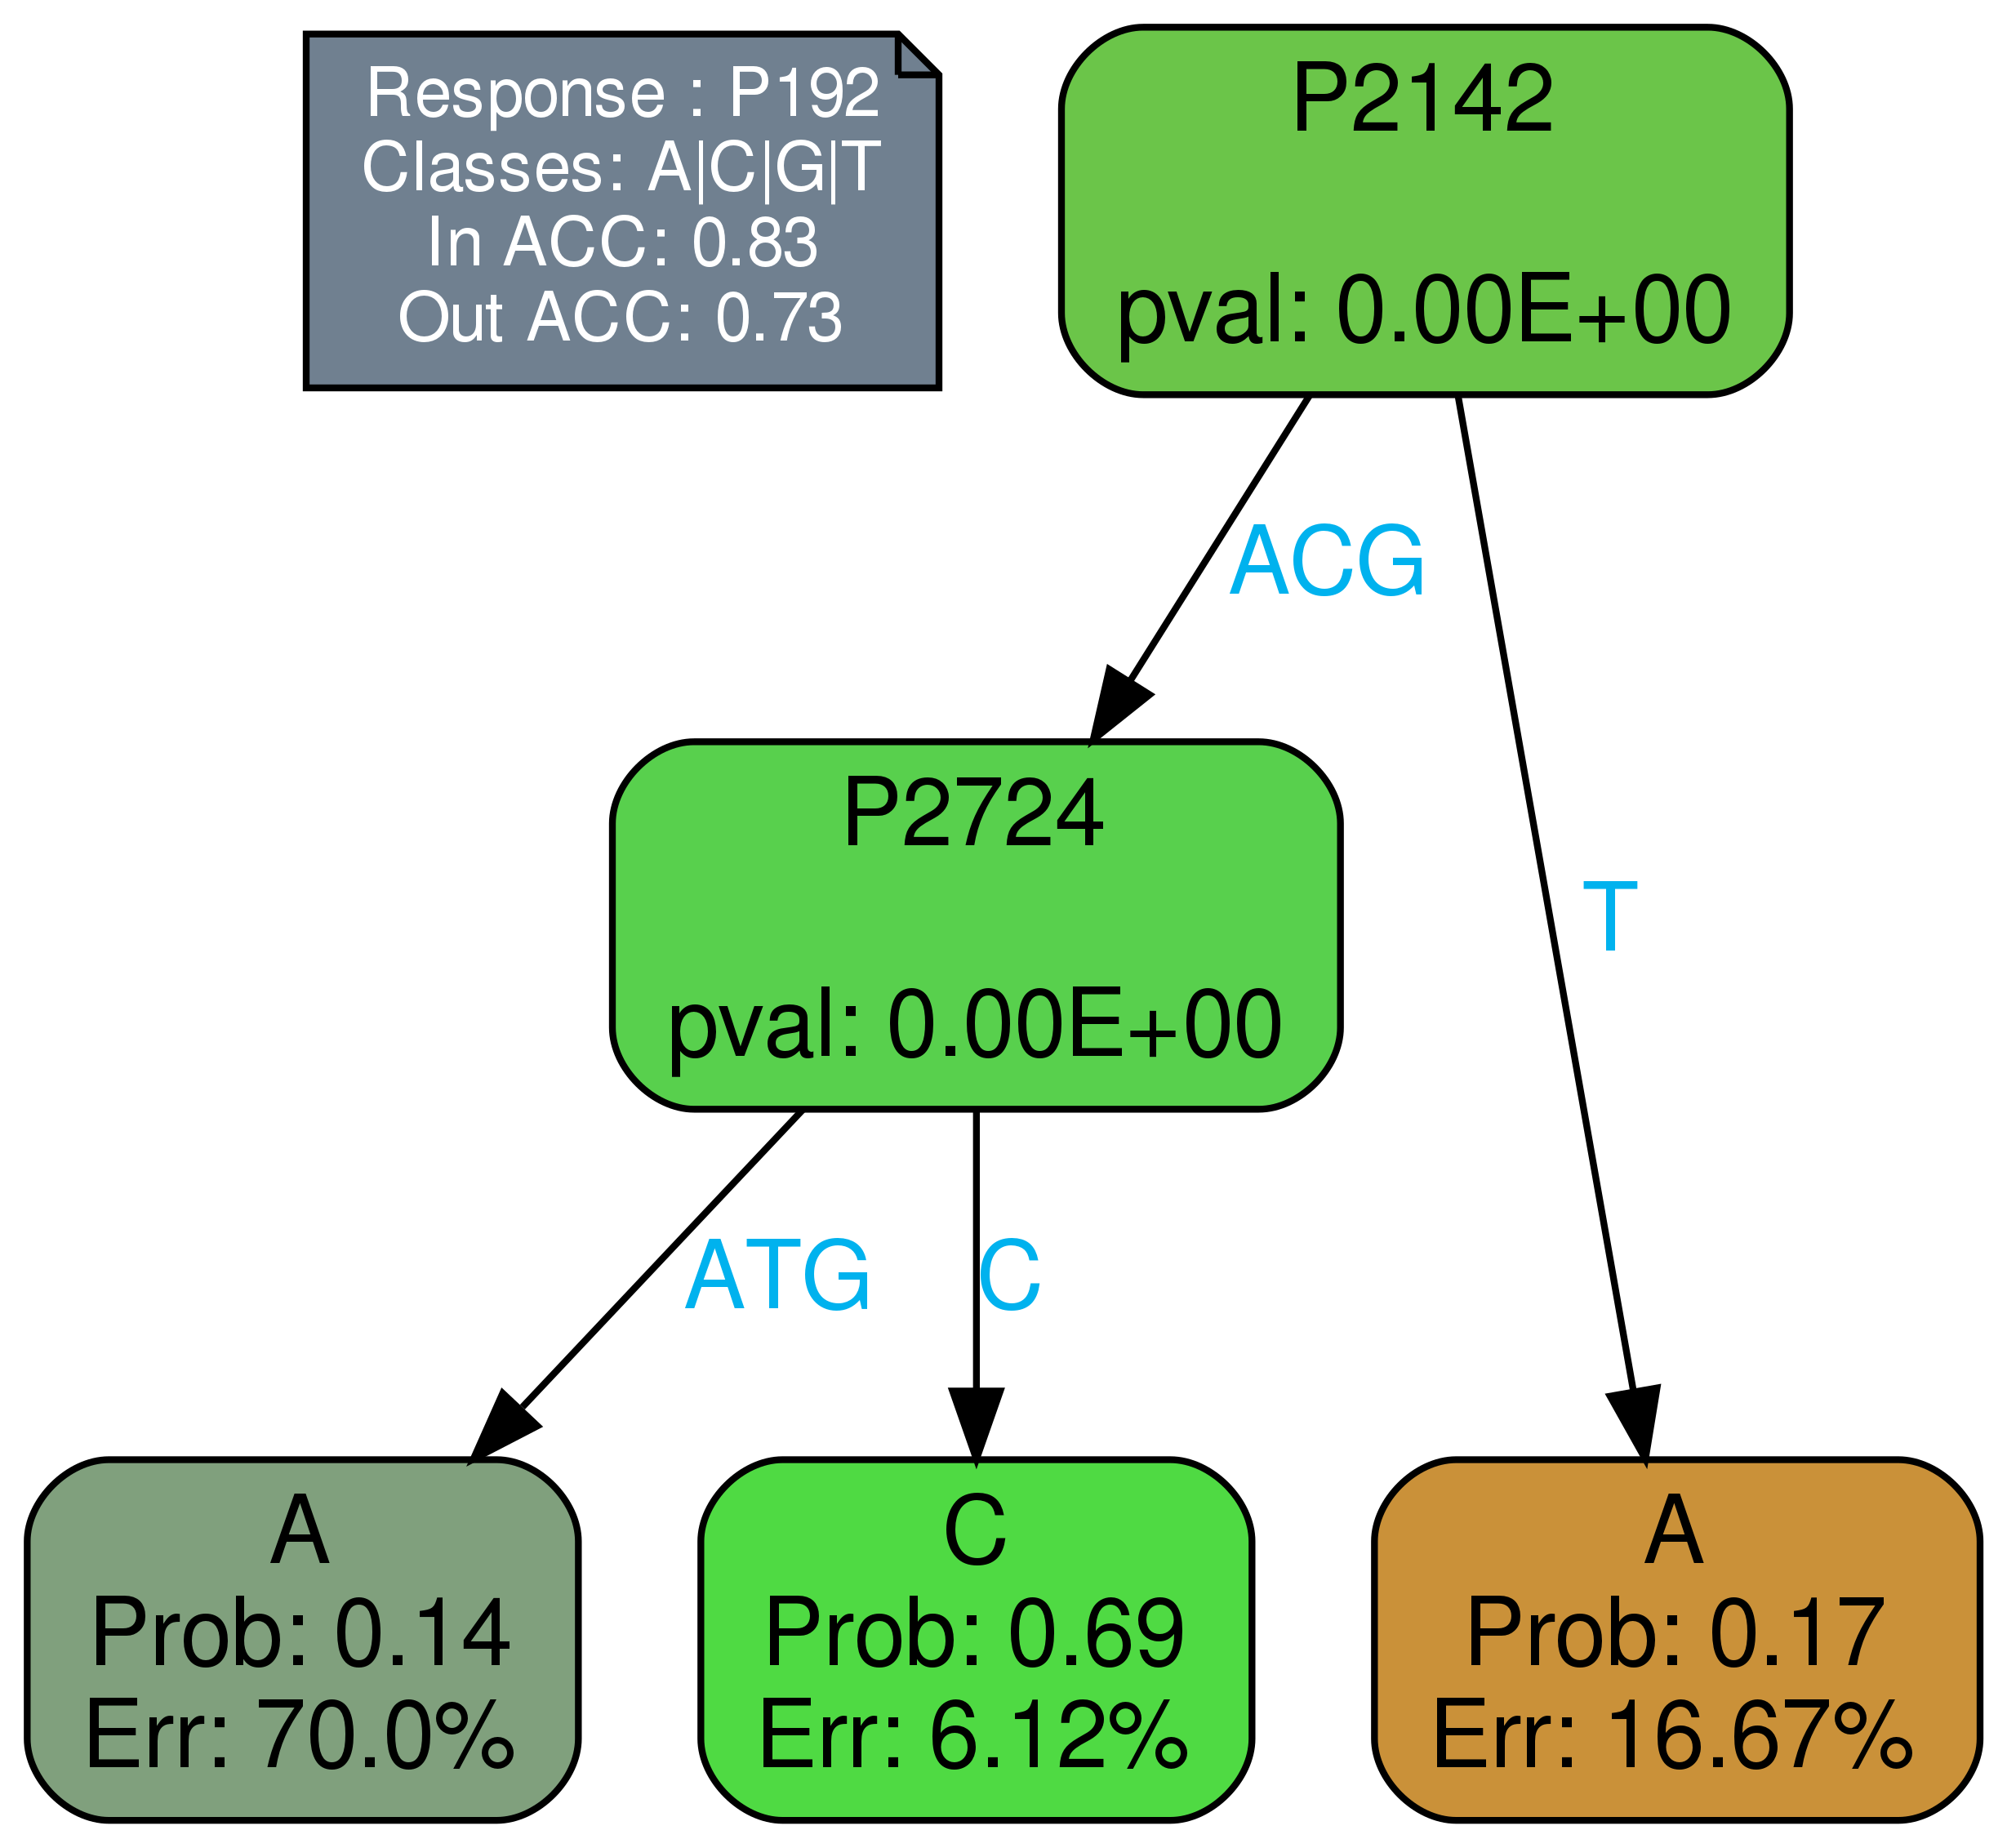 Response : P192
Classes: A|C|G|T
In ACC: 0.83
Out ACC: 0.73
P2142
pval: 0.00E+00
ACG
T
P2724
pval: 0.00E+00
ATG
C
A
Prob: 0.14
Err: 70.0%
C
Prob: 0.69
Err: 6.12%
A
Prob: 0.17
Err: 16.67%